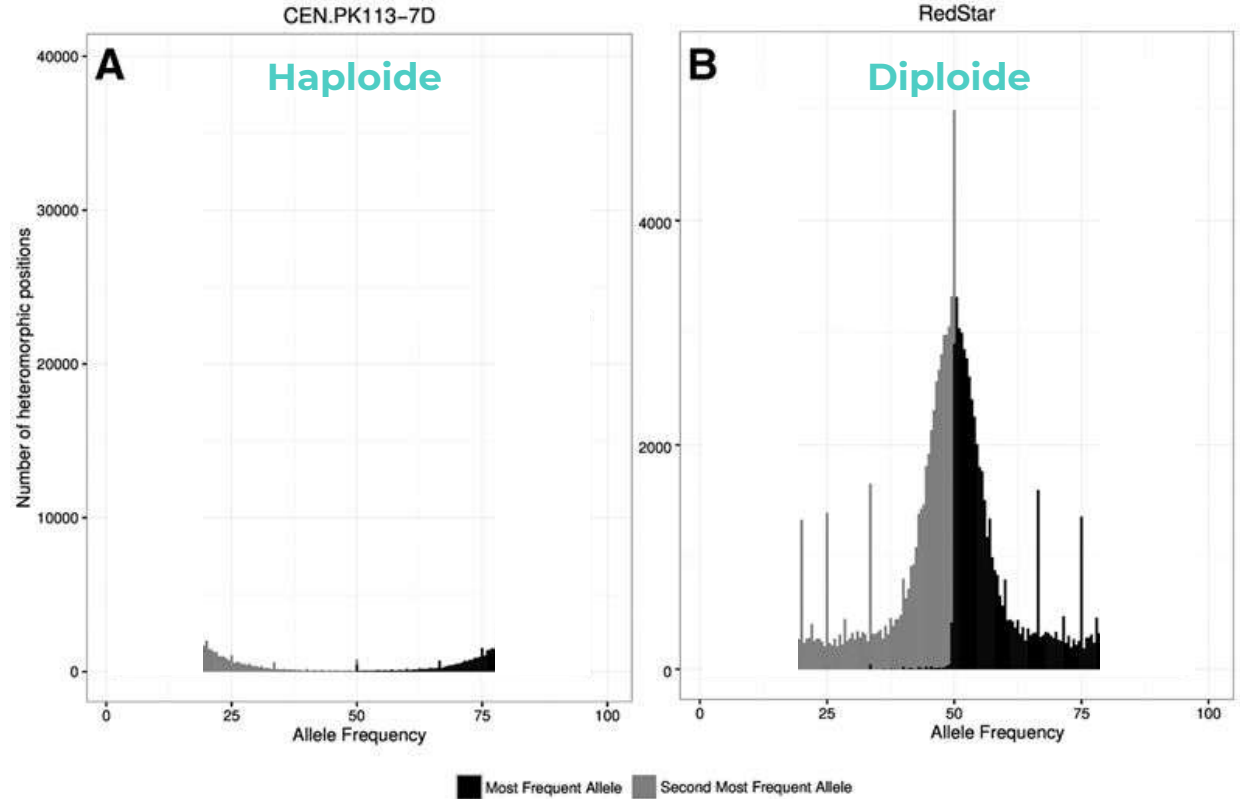 CEN.PK113−7D
RedStar
A
Haploide
B
Diploide
40000
30000
20000
10000
0
Number of heteromorphic positions
0 25 50 75 100
Allele Frequency
4000
2000
0
0 25 50 75 100
Allele Frequency
Most Frequent Allele Second Most Frequent Allele